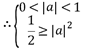 ∴ { 0 < |a| < 1
1/2 ≥ |a|²